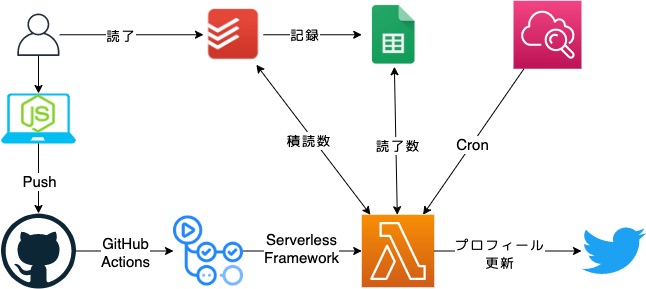 読了
記録
JS
積読数
読了数
Cron
Push
GitHub
Actions
Serverless
Framework
プロフィール
更新